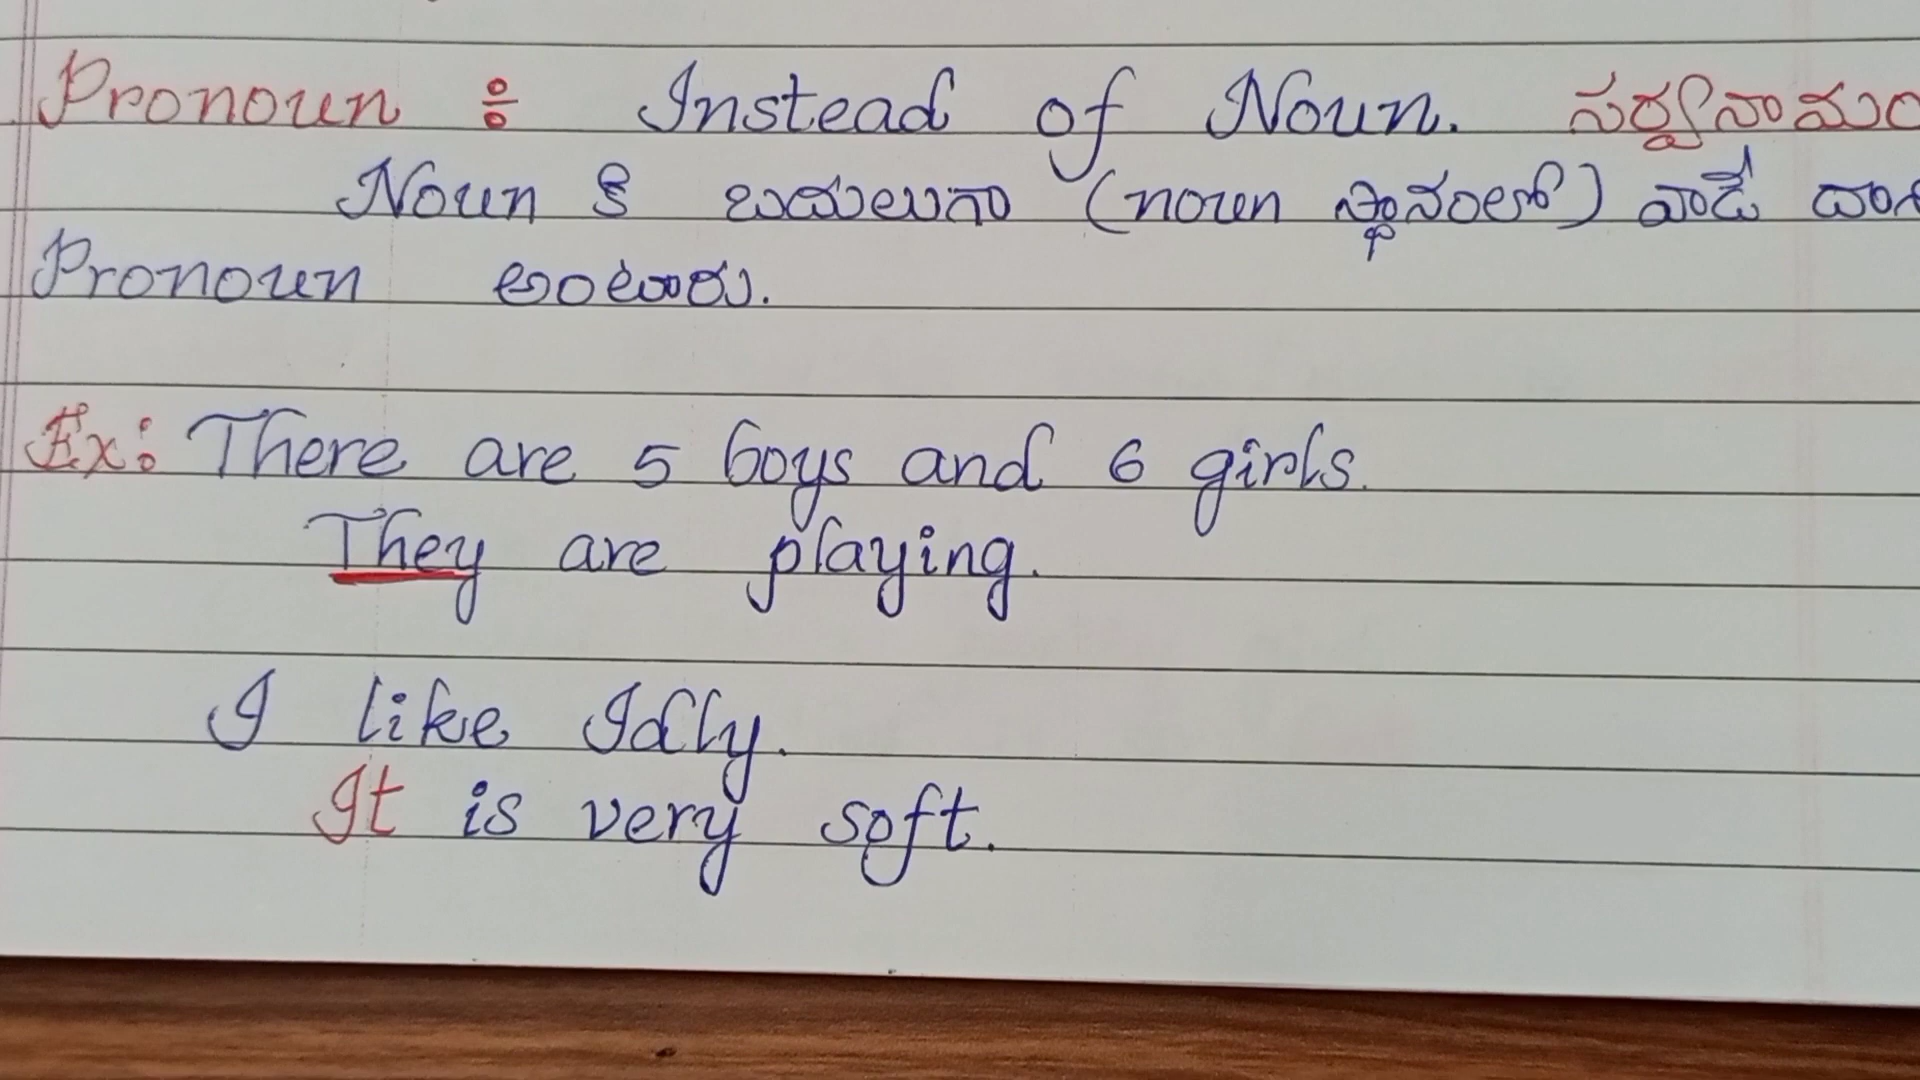 Pronoun : Instead of Noun. సర్వనామం
Noun కి బదులుగా (noun స్థానంలో) వాడే
Pronoun అంటారు.
Ex: There are 5 boys and 6 girls.
They are playing.
I like Idly.
It is very soft.